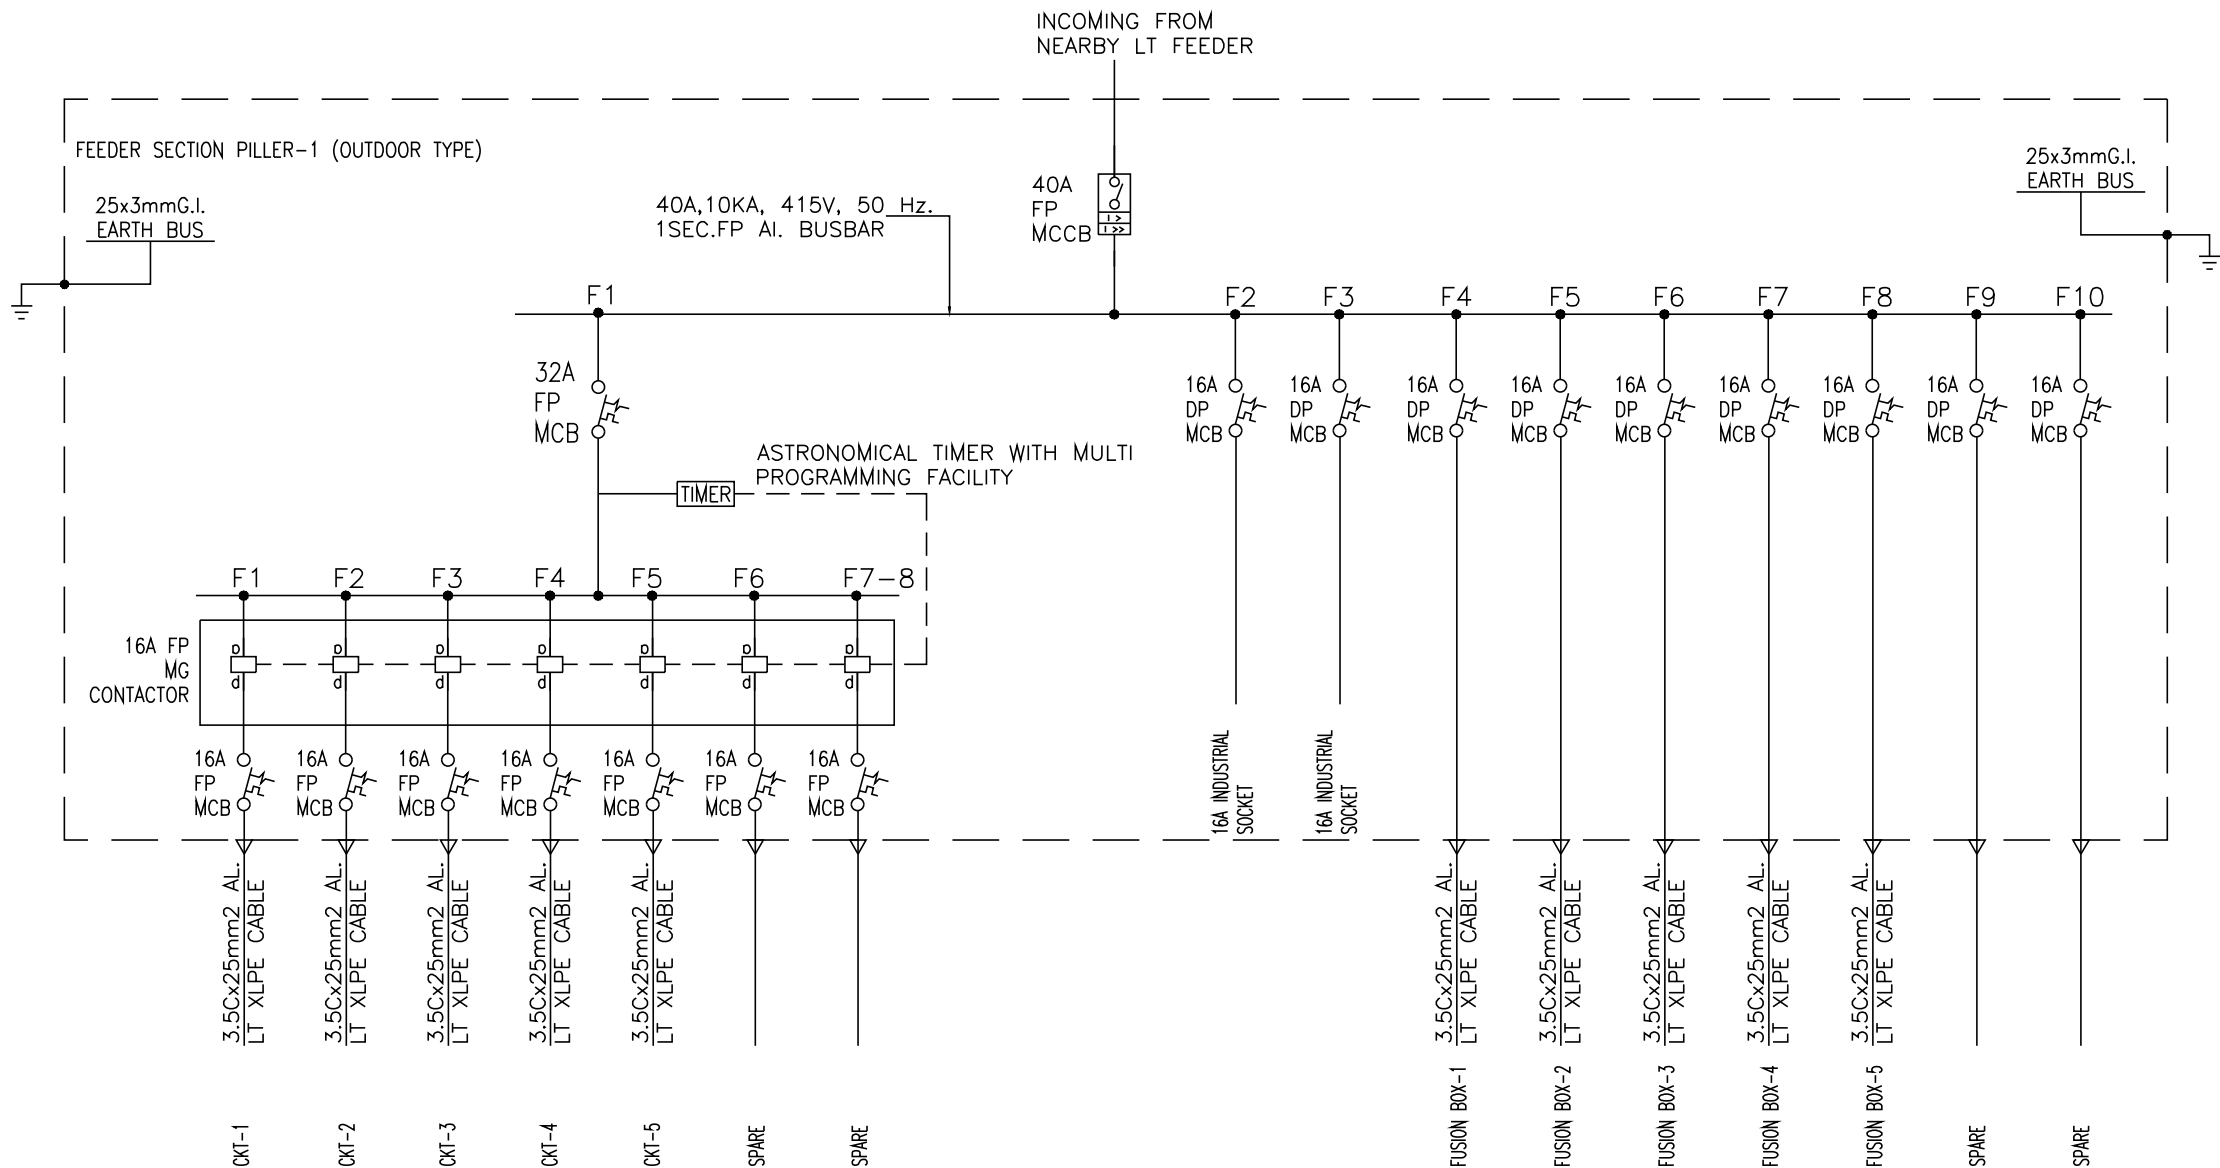 INCOMING FROM
NEARBY LT FEEDER
FEEDER SECTION PILLER-1 (OUTDOOR TYPE)
25x3mmG.I.
EARTH BUS
40A,10KA, 415V, 50 Hz.
1SEC.FP Al. BUSBAR
40A
FP
MCCB
25x3mmG.I.
EARTH BUS
F1
F2
F3
F4
F5
F6
F7
F8
F9
F10
32A
FP
MCB
16A
DP
MCB
16A
DP
MCB
16A
DP
MCB
16A
DP
MCB
16A
DP
MCB
16A
DP
MCB
16A
DP
MCB
16A
DP
MCB
16A
DP
MCB
ASTRONOMICAL TIMER WITH MULTI
PROGRAMMING FACILITY
TIMER
F1
F2
F3
F4
F5
F6
F7-8
16A FP
MG
CONTACTOR
p
d
p
d
p
d
p
d
p
d
p
d
p
d
16A
FP
MCB
16A
FP
MCB
16A
FP
MCB
16A
FP
MCB
16A
FP
MCB
16A
FP
MCB
16A
FP
MCB
16A INDUSTRIAL
SOCKET
16A INDUSTRIAL
SOCKET
3.5Cx25mm2 AL.
LT XLPE CABLE
3.5Cx25mm2 AL.
LT XLPE CABLE
3.5Cx25mm2 AL.
LT XLPE CABLE
3.5Cx25mm2 AL.
LT XLPE CABLE
3.5Cx25mm2 AL.
LT XLPE CABLE
3.5Cx25mm2 AL.
LT XLPE CABLE
3.5Cx25mm2 AL.
LT XLPE CABLE
3.5Cx25mm2 AL.
LT XLPE CABLE
3.5Cx25mm2 AL.
LT XLPE CABLE
3.5Cx25mm2 AL.
LT XLPE CABLE
CKT-1
CKT-2
CKT-3
CKT-4
CKT-5
SPARE
SPARE
FUSION BOX-1
FUSION BOX-2
FUSION BOX-3
FUSION BOX-4
FUSION BOX-5
SPARE
SPARE